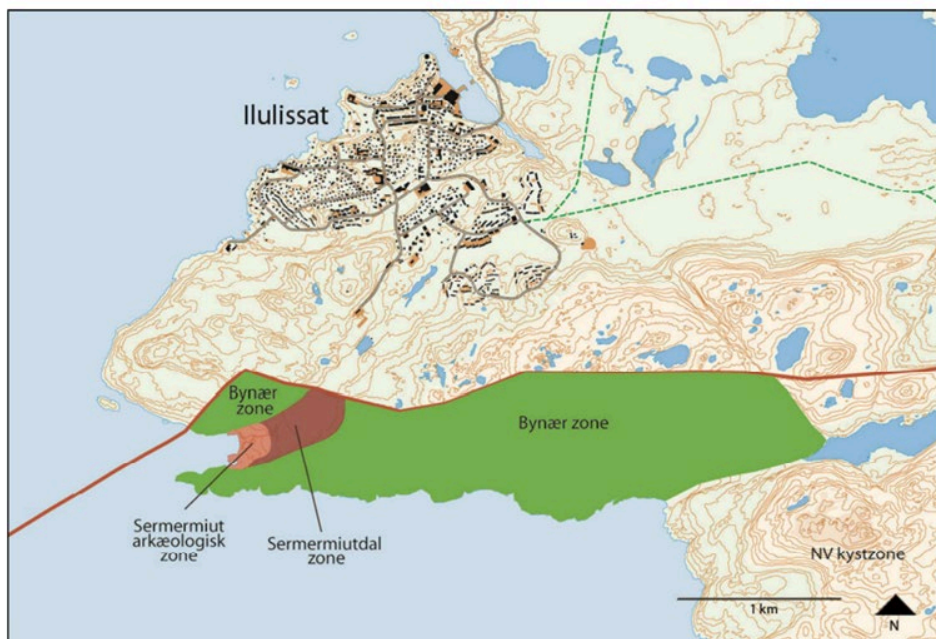 Ilulissat
Bynær
zone
Bynær zone
Sermermiut
arkæologisk
zone
Sermermiutdal
zone
NV kystzone
1 km
N